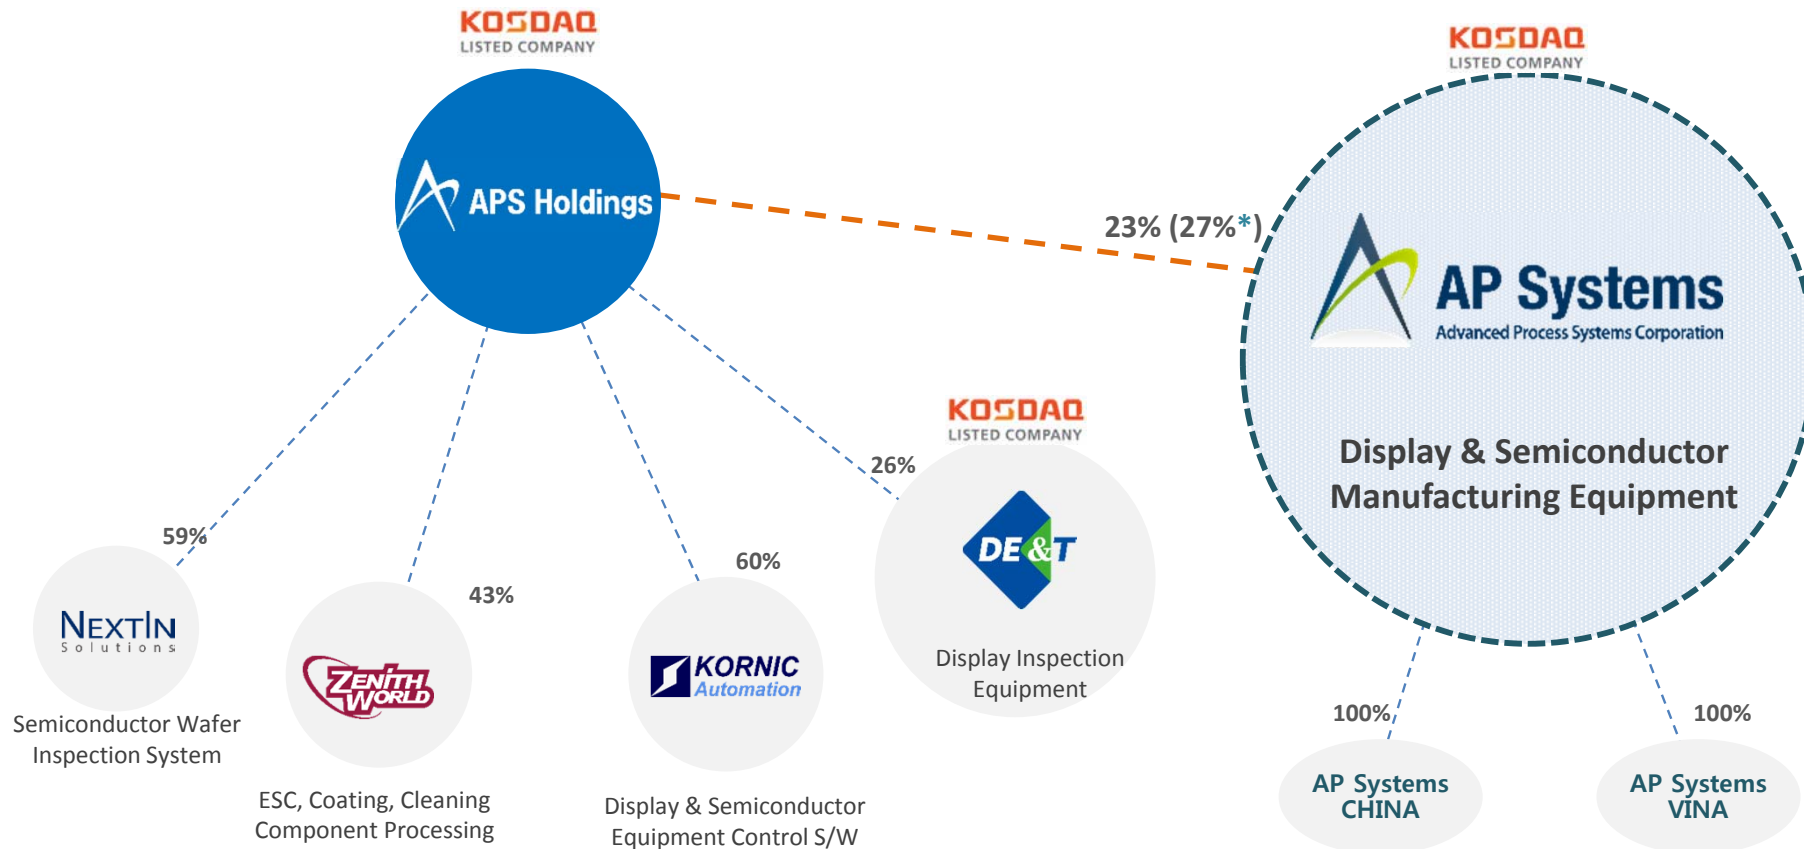 KOSDAQ
LISTED COMPANY
APS Holdings
KOSDAQ
LISTED COMPANY
23% (27%*)
AP Systems
Advanced Process Systems Corporation
Display & Semiconductor
Manufacturing Equipment
KOSDAQ
LISTED COMPANY
26%
DE&T
Display Inspection
Equipment
59%
NEXTIN
Solutions
Semiconductor Wafer
Inspection System
43%
ZENITH
WORLD
ESC, Coating, Cleaning
Component Processing
60%
KORNIC
Automation
Display & Semiconductor
Equipment Control S/W
100%
AP Systems
CHINA
100%
AP Systems
VINA